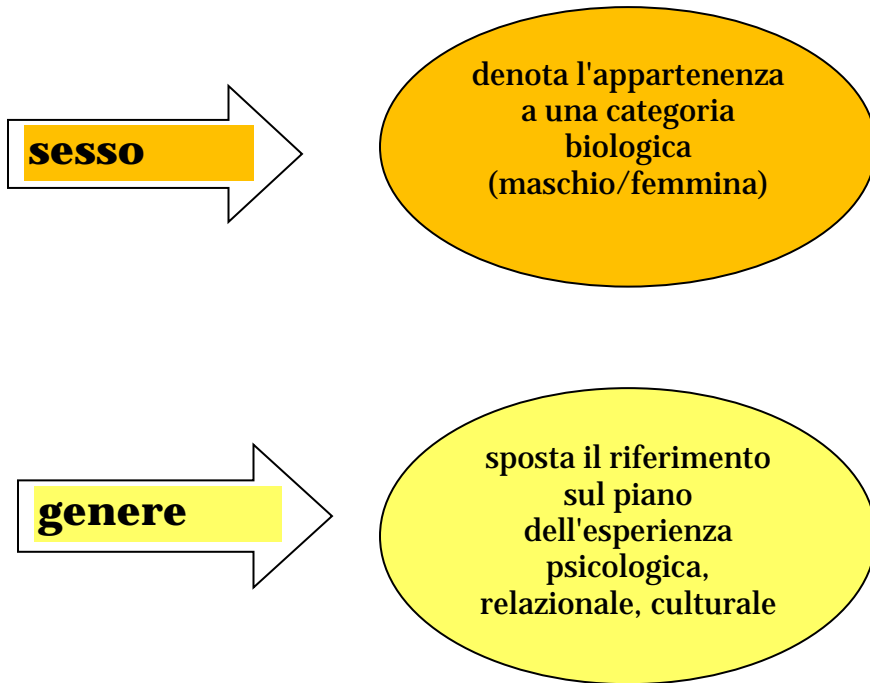 sesso
denota l'appartenenza
a una categoria
biologica
(maschio/femmina)
genere
sposta il riferimento
sul piano
dell'esperienza
psicologica,
relazionale, culturale